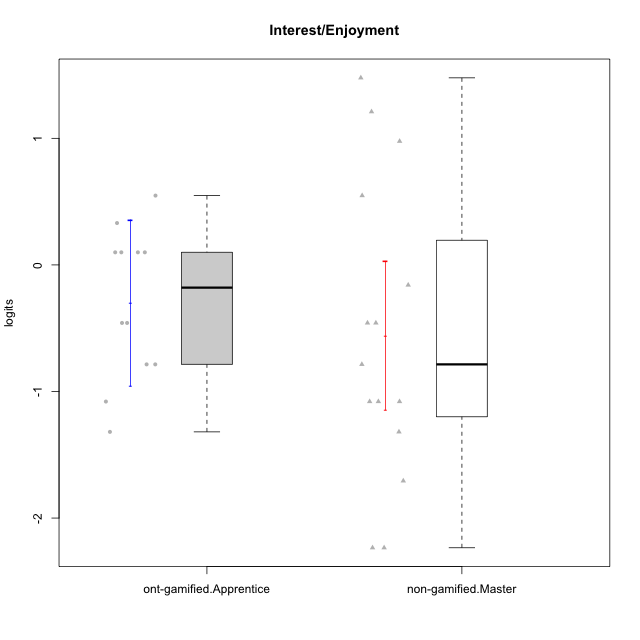 Interest/Enjoyment
logits
1
0
-1
-2
ont-gamified.Apprentice
non-gamified.Master